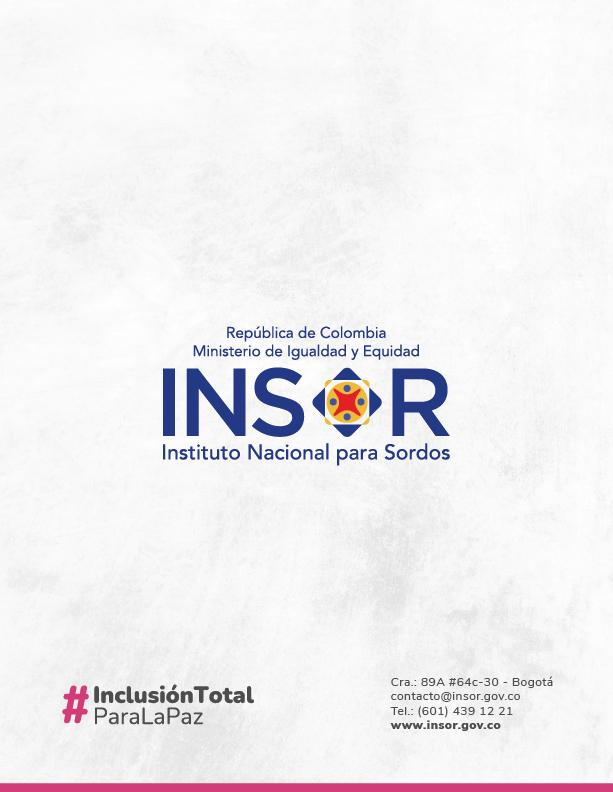 República de Colombia
Ministerio de Igualdad y Equidad
INSOR
Instituto Nacional para Sordos
#InclusiónTotal
ParaLaPaz
Cra.: 89A #64c-30 - Bogotá
contacto@insor.gov.co
Tel.: (601) 439 12 21
www.insor.gov.co